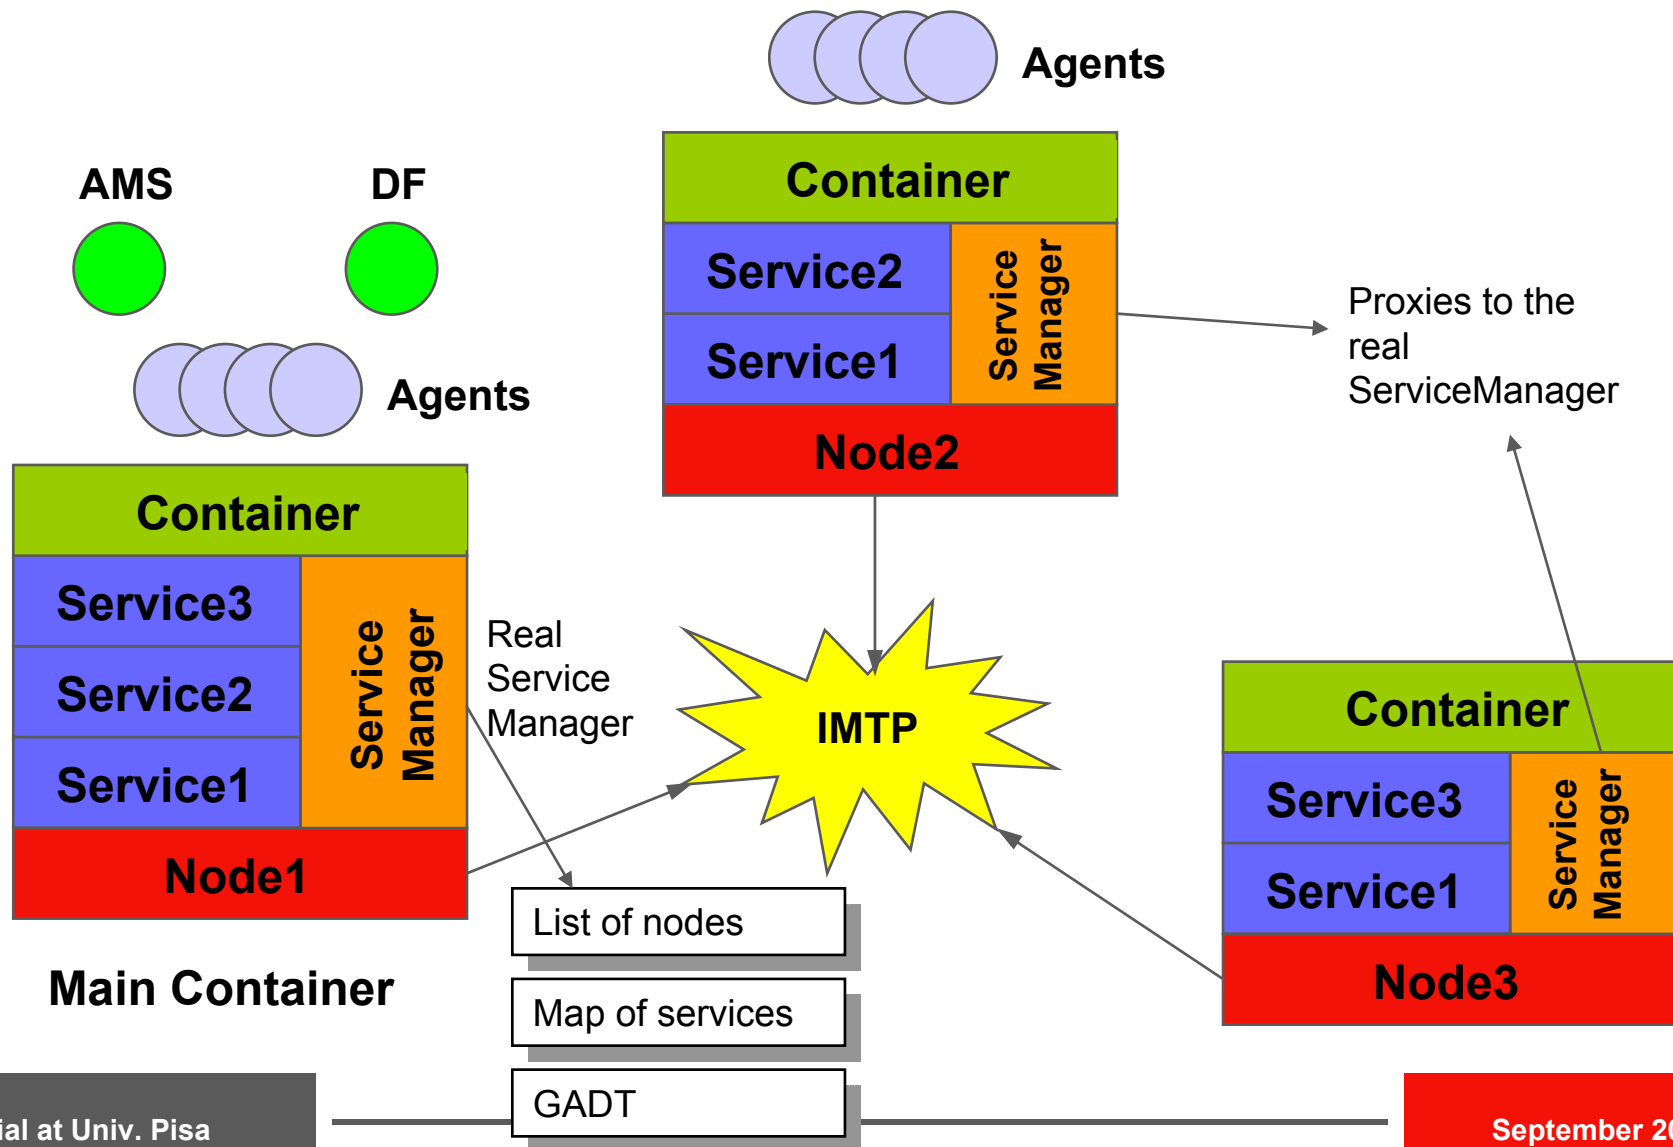 Agents
Container
Service2
Service1
Service
Manager
Node2
Proxies to the
real
ServiceManager
AMS
DF
Agents
Container
Service3
Service2
Service1
Service
Manager
Node1
Real
Service
Manager
IMTP
Container
Service3
Service1
Service
Manager
Node3
Main Container
List of nodes
Map of services
GADT
at Univ. Pisa
September